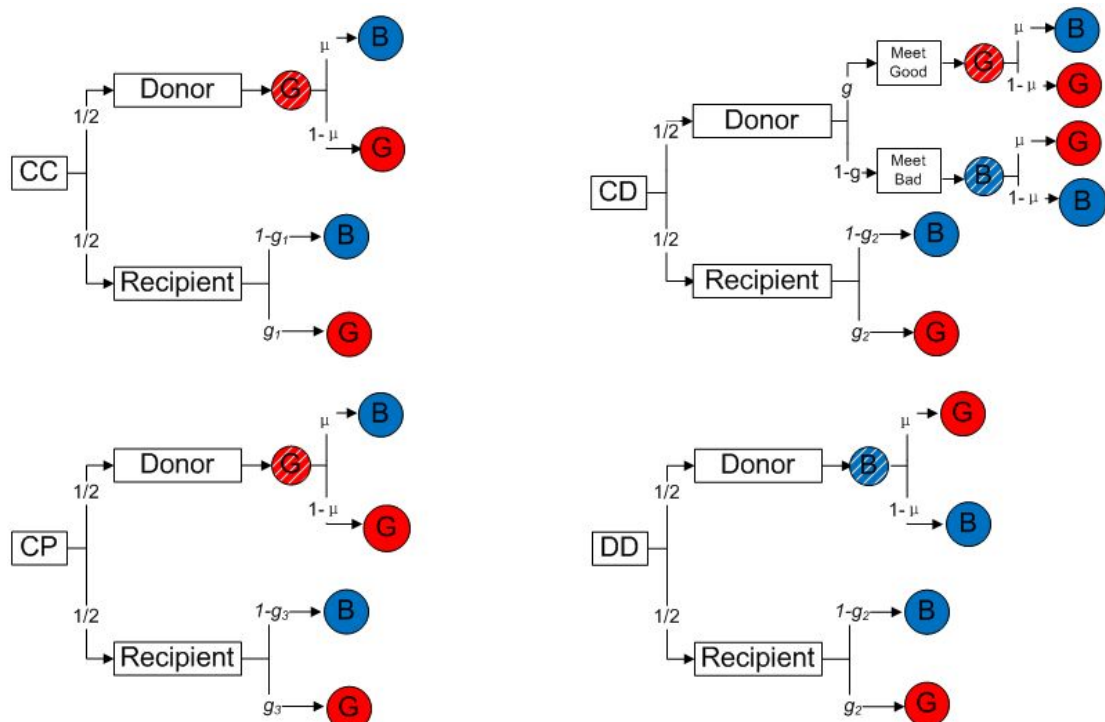 CC
1/2
Donor
G
μ
B
1-μ
G
1/2
Recipient
1-g1
B
g1
G
CD
1/2
Donor
g
Meet
Good
G
μ
B
1-μ
G
1-g
Meet
Bad
B
μ
G
1-μ
B
1/2
Recipient
1-g2
B
g2
G
CP
1/2
Donor
G
μ
B
1-μ
G
1/2
Recipient
1-g3
B
g3
G
DD
1/2
Donor
B
μ
G
1-μ
B
1/2
Recipient
1-g2
B
g2
G